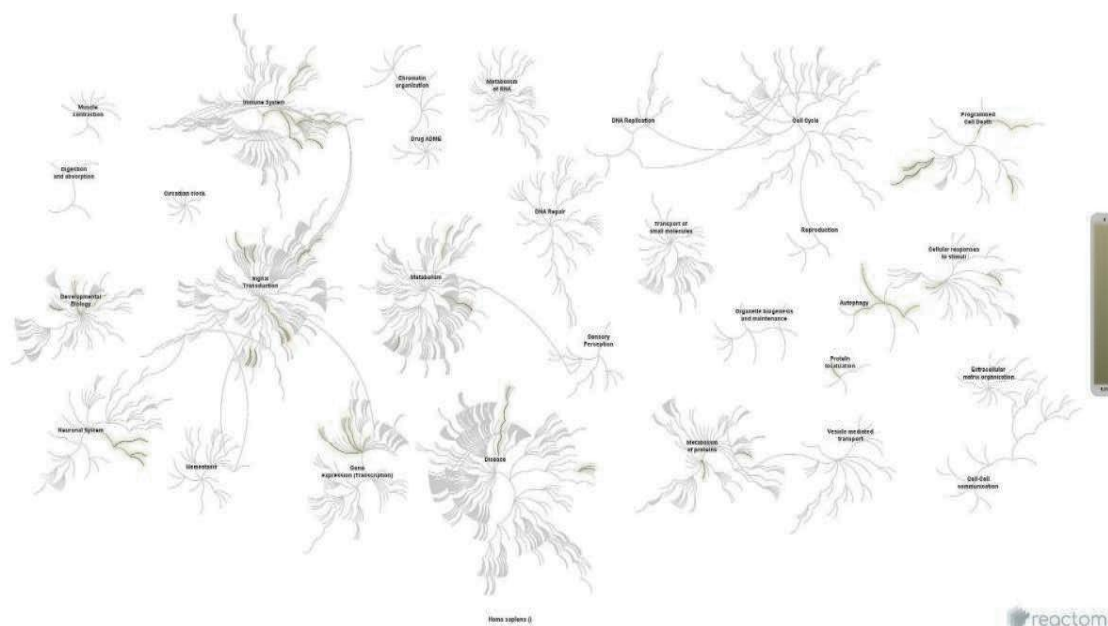 Immune System
Chromatin
organization
Metabolism
of RNA
Muscle
contraction
Drug ADME
DNA Replication
Cell Cycle
Programmed
Cell Death
Digestion
and absorption
Circadian clock
DNA Repair
Transport of
small molecules
Reproduction
Cellular responses
to stimuli
Signal
Transduction
Metabolism
Developmental
Biology
Autophagy
Organelle biogenesis
and maintenance
Sensory
Perception
Protein
localization
Extracellular
matrix organization
Neuronal System
Hemostasis
Gene
expression (Transcription)
Disease
Metabolism
of proteins
Vesicle-mediated
transport
Cell-Cell
communication
Homo sapiens ()
reactom